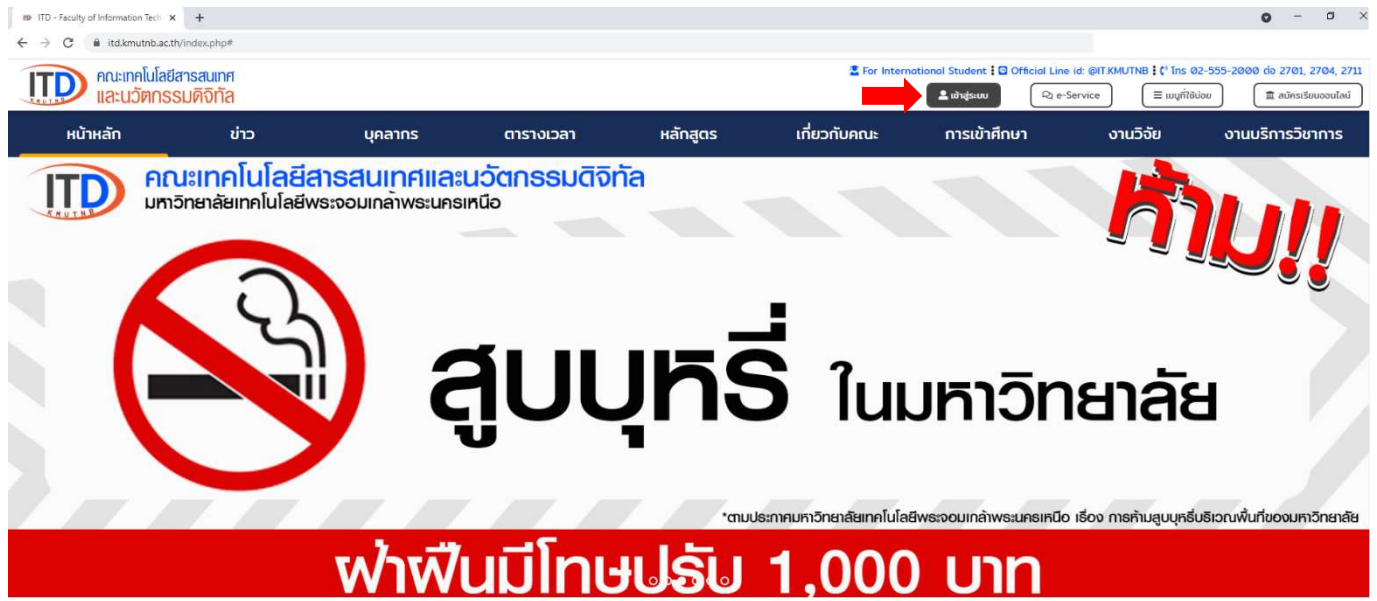 ITD - Faculty of Information Tech
itd.kmutnb.ac.th/index.php#
ITD
KMUTNB
คณะเทคโนโลยีสารสนเทศ
และนวัตกรรมดิจิทัล
For International Student
Official Line id: @IT.KMUTNB
โทร 02-555-2000 ต่อ 2701, 2704, 2711
เข้าสู่ระบบ
e-Service
เมนูที่ใช้บ่อย
สมัครเรียนออนไลน์
หน้าหลัก
ข่าว
บุคลากร
ตารางเวลา
หลักสูตร
เกี่ยวกับคณะ
การเข้าศึกษา
งานวิจัย
งานบริการวิชาการ
ITD
KMUTNB
คณะเทคโนโลยีสารสนเทศและนวัตกรรมดิจิทัล
มหาวิทยาลัยเทคโนโลยีพระจอมเกล้าพระนครเหนือ
ห้าม!!
สูบบุหรี่ ในมหาวิทยาลัย
*ตามประกาศมหาวิทยาลัยเทคโนโลยีพระจอมเกล้าพระนครเหนือ เรื่อง การห้ามสูบบุหรี่บริเวณพื้นที่ของมหาวิทยาลัย
ฝ่าฝืนมีโทษปรับ 1,000 บาท